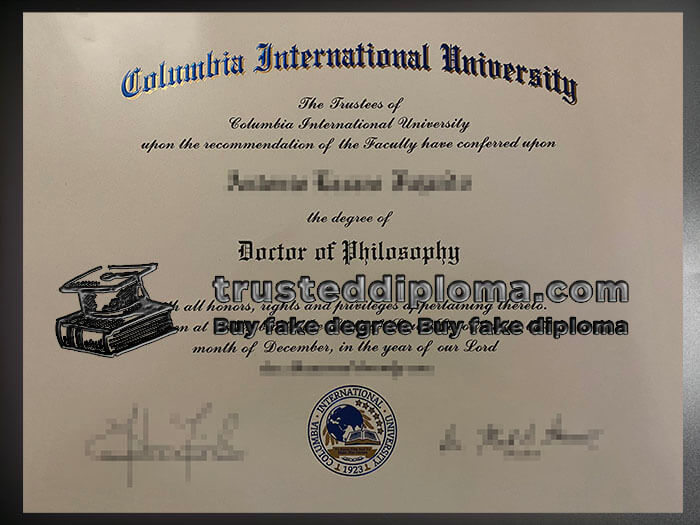 Columbia International University
The Trustees of
Columbia International University
upon the recommendation of the Faculty have conferred upon
the degree of
Doctor of Philosophy
trusteddiploma.com
all honors, rights and privileges appertaining thereto.
Buy fake degree Buy fake diploma
month of December, in the year of our Lord
COLUMBIA · INTERNATIONAL · UNIVERSITY
1923